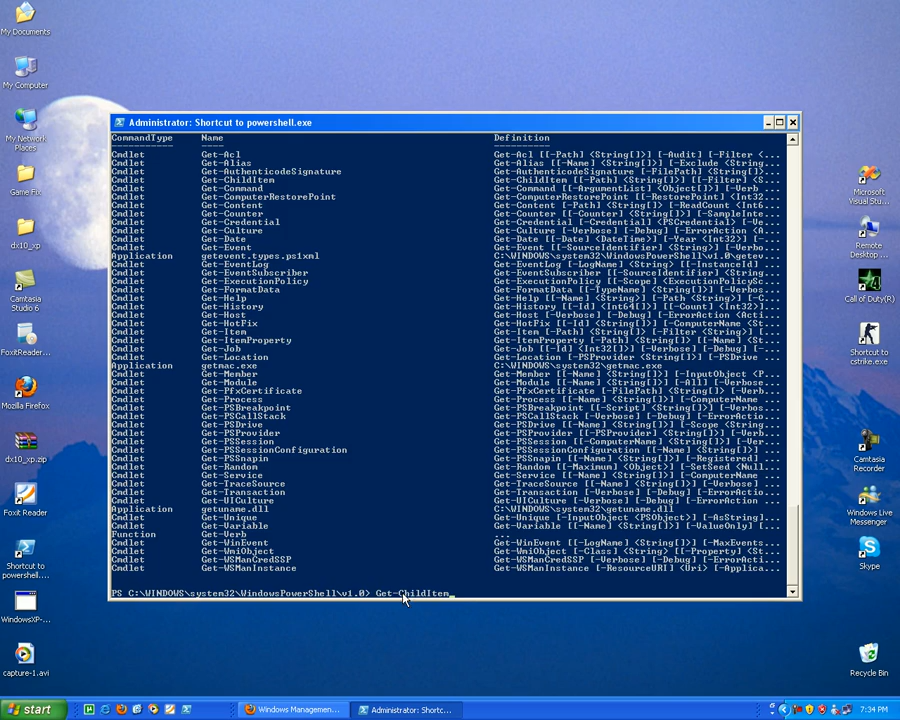 My Documents
My Computer
My Network
Places
Game Fix
dx10_xp
Camtasia
Studio 6
FoxitReader...
Mozilla Firefox
dx10_xp.zip
Foxit Reader
Shortcut to
powershell....
WindowsXP-...
capture-1.avi
Administrator: Shortcut to powershell.exe
CommandType Name Definition
----------- ---- ----------
Cmdlet Get-Acl Get-Acl [[-Path] <String[]>] [-Audit] [-Filter <...
Cmdlet Get-Alias Get-Alias [[-Name] <String[]>] [-Exclude <String...
Cmdlet Get-AuthenticodeSignature Get-AuthenticodeSignature [-FilePath] <String[]>...
Cmdlet Get-ChildItem Get-ChildItem [[-Path] <String[]>] [[-Filter] <S...
Cmdlet Get-Command Get-Command [[-ArgumentList] <Object[]>] [-Verb ...
Cmdlet Get-ComputerRestorePoint Get-ComputerRestorePoint [[-RestorePoint] <Int32...
Cmdlet Get-Content Get-Content [-Path] <String[]> [-ReadCount <Int6...
Cmdlet Get-Counter Get-Counter [[-Counter] <String[]>] [-SampleInte...
Cmdlet Get-Credential Get-Credential [-Credential] <PSCredential> [-Ve...
Cmdlet Get-Culture Get-Culture [-Verbose] [-Debug] [-ErrorAction <A...
Cmdlet Get-Date Get-Date [[-Date] <DateTime>] [-Year <Int32>] [-...
Cmdlet Get-Event Get-Event [[-SourceIdentifier] <String>] [-Verbo...
Application getevent.types.ps1xml C:\WINDOWS\system32\WindowsPowerShell\v1.0\getev...
Cmdlet Get-EventLog Get-EventLog [-LogName] <String> [[-InstanceId] ...
Cmdlet Get-EventSubscriber Get-EventSubscriber [[-SourceIdentifier] <String...
Cmdlet Get-ExecutionPolicy Get-ExecutionPolicy [[-Scope] <ExecutionPolicySc...
Cmdlet Get-FormatData Get-FormatData [[-TypeName] <String[]>] [-Verbos...
Cmdlet Get-Help Get-Help [[-Name] <String>] [-Path <String>] [-C...
Cmdlet Get-History Get-History [[-Id] <Int64[]>] [[-Count] <Int32>]...
Cmdlet Get-Host Get-Host [-Verbose] [-Debug] [-ErrorAction <Acti...
Cmdlet Get-HotFix Get-HotFix [[-Id] <String[]>] [-ComputerName <St...
Cmdlet Get-Item Get-Item [-Path] <String[]> [-Filter <String>] [...
Cmdlet Get-ItemProperty Get-ItemProperty [-Path] <String[]> [[-Name] <St...
Cmdlet Get-Job Get-Job [[-Id] <Int32[]>] [-Verbose] [-Debug] [-...
Cmdlet Get-Location Get-Location [-PSProvider <String[]>] [-PSDrive ...
Application getmac.exe C:\WINDOWS\system32\getmac.exe
Cmdlet Get-Member Get-Member [[-Name] <String[]>] [-InputObject <P...
Cmdlet Get-Module Get-Module [[-Name] <String[]>] [-All] [-Verbose...
Cmdlet Get-PfxCertificate Get-PfxCertificate [-FilePath] <String[]> [-Verb...
Cmdlet Get-Process Get-Process [[-Name] <String[]>] [-ComputerName ...
Cmdlet Get-PSBreakpoint Get-PSBreakpoint [[-Script] <String[]>] [-Verbos...
Cmdlet Get-PSCallStack Get-PSCallStack [-Verbose] [-Debug] [-ErrorActio...
Cmdlet Get-PSDrive Get-PSDrive [[-Name] <String[]>] [-Scope <String...
Cmdlet Get-PSProvider Get-PSProvider [[-PSProvider] <String[]>] [-Verb...
Cmdlet Get-PSSession Get-PSSession [[-ComputerName] <String[]>] [-Ver...
Cmdlet Get-PSSessionConfiguration Get-PSSessionConfiguration [[-Name] <String[]>] ...
Cmdlet Get-PSSnapin Get-PSSnapin [[-Name] <String[]>] [-Registered] ...
Cmdlet Get-Random Get-Random [[-Maximum] <Object>] [-SetSeed <Null...
Cmdlet Get-Service Get-Service [[-Name] <String[]>] [-ComputerName ...
Cmdlet Get-TraceSource Get-TraceSource [[-Name] <String[]>] [-Verbose] ...
Cmdlet Get-Transaction Get-Transaction [-Verbose] [-Debug] [-ErrorActio...
Cmdlet Get-UICulture Get-UICulture [-Verbose] [-Debug] [-ErrorAction ...
Application getuname.dll C:\WINDOWS\system32\getuname.dll
Cmdlet Get-Unique Get-Unique [-InputObject <PSObject>] [-AsString]...
Cmdlet Get-Variable Get-Variable [[-Name] <String[]>] [-ValueOnly] [...
Function Get-Verb ...
Cmdlet Get-WinEvent Get-WinEvent [[-LogName] <String[]>] [-MaxEvents...
Cmdlet Get-WmiObject Get-WmiObject [-Class] <String> [[-Property] <St...
Cmdlet Get-WSManCredSSP Get-WSManCredSSP [-Verbose] [-Debug] [-ErrorActi...
Cmdlet Get-WSManInstance Get-WSManInstance [-ResourceURI] <Uri> [-Applica...
PS C:\WINDOWS\system32\WindowsPowerShell\v1.0> Get-ChildItem_
Microsoft
Visual Stu...
Remote
Desktop ...
Call of Duty(R)
Shortcut to
cstrike.exe
Camtasia
Recorder
Windows Live
Messenger
Skype
Recycle Bin
start
Windows Managemen...
Administrator: Shortc...
7:34 PM